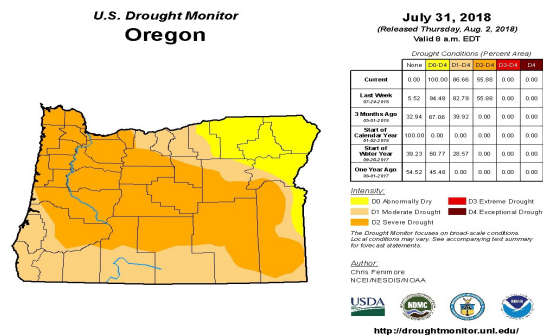 U.S. Drought Monitor
Oregon
July 31, 2018
(Released Thursday, Aug. 2, 2018)
Valid 8 a.m. EDT
Drought Conditions (Percent Area)
None D0-D4 D1-D4 D2-D4 D3-D4 D4
Current 0.00 100.00 86.66 55.88 0.00 0.00
Last Week 07-24-2018 5.52 94.48 82.79 55.88 0.00 0.00
3 Months Ago 05-01-2018 32.94 67.06 39.92 0.00 0.00 0.00
Start of Calendar Year 01-02-2018 100.00 0.00 0.00 0.00 0.00 0.00
Start of Water Year 09-26-2017 39.23 60.77 28.57 0.00 0.00 0.00
One Year Ago 54.52 45.48 0.00 0.00 0.00 0.00
Intensity:
D0 Abnormally Dry
D1 Moderate Drought
D2 Severe Drought
D3 Extreme Drought
D4 Exceptional Drough
The Drought Monitor focuses on broad-scale conditions.
Local conditions may vary. See accompanying text summary
for forecast statements.
Author:
Chris Fenimore
NCEI/NESDIS/NOAA
USDA
NDMC
http://droughtmonitor.unl.edu/